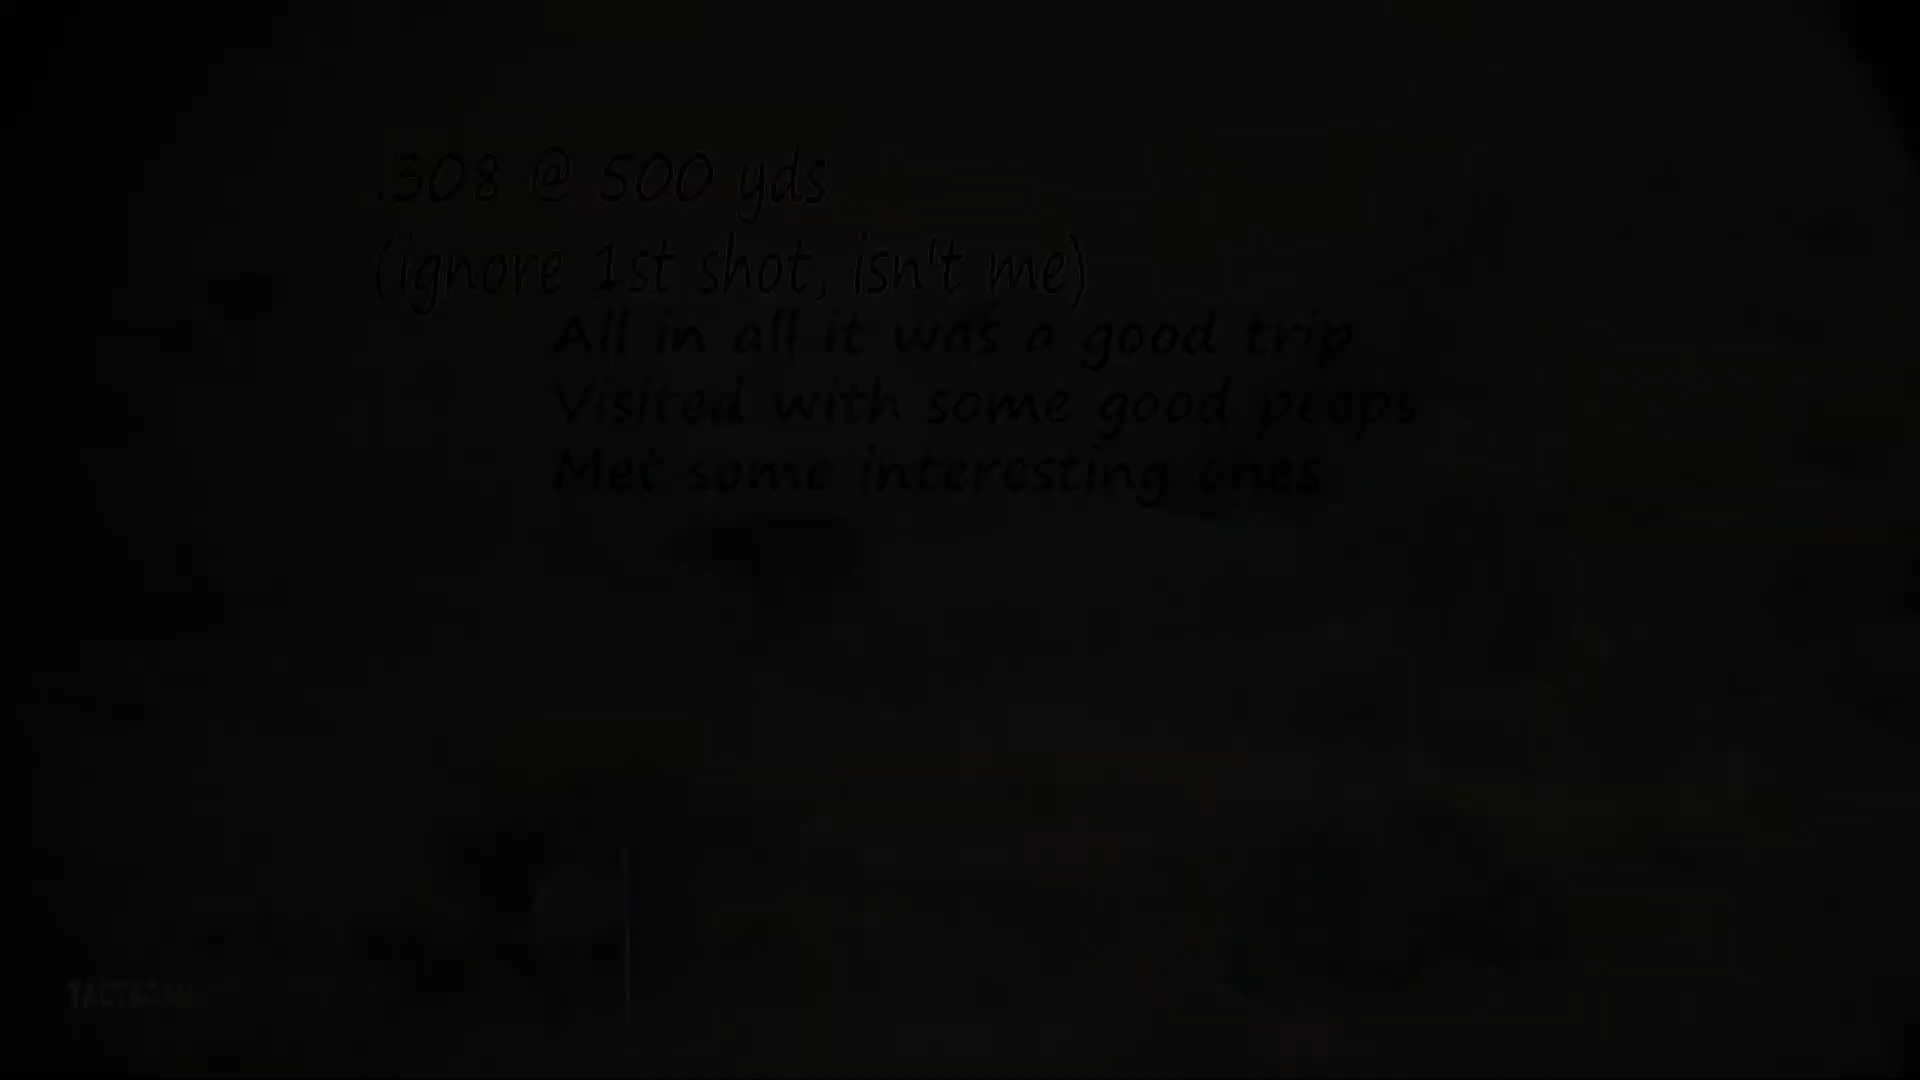 .308 @ 500 yds
(ignore 1st shot, isn't me)
All in all it was a good trip
Visited with some good peeps
Met some interesting ones
TACTACAM